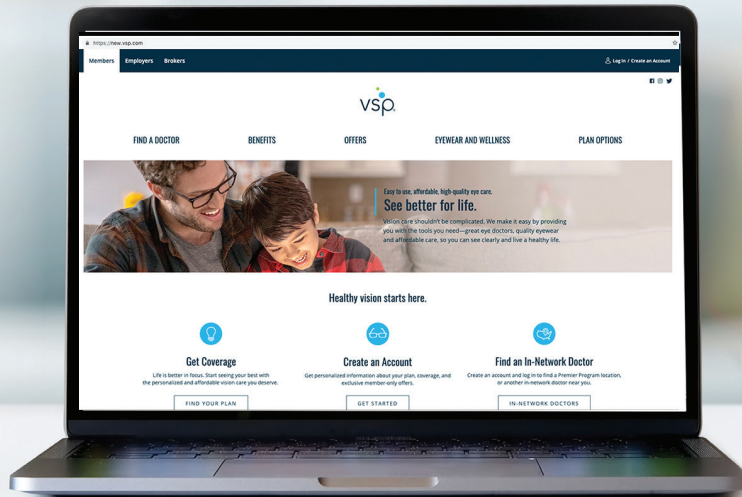 https://new.vsp.com
Members Employers Brokers
Log In / Create an Account
vsp
FIND A DOCTOR BENEFITS OFFERS EYEWEAR AND WELLNESS PLAN OPTIONS
Easy to use, affordable, high-quality eye care.
See better for life.
Vision care shouldn't be complicated. We make it easy by providing
you with the tools you need—great eye doctors, quality eyewear
and affordable care, so you can see clearly and live a healthy life.
Healthy vision starts here.
Get Coverage
Life is better in focus. Start seeing your best with
the personalized and affordable vision care you deserve.
FIND YOUR PLAN
Create an Account
Get personalized information about your plan, coverage, and
exclusive member-only offers.
GET STARTED
Find an In-Network Doctor
Create an account and log in to find a Premier Program location,
or another in-network doctor near you.
IN-NETWORK DOCTORS